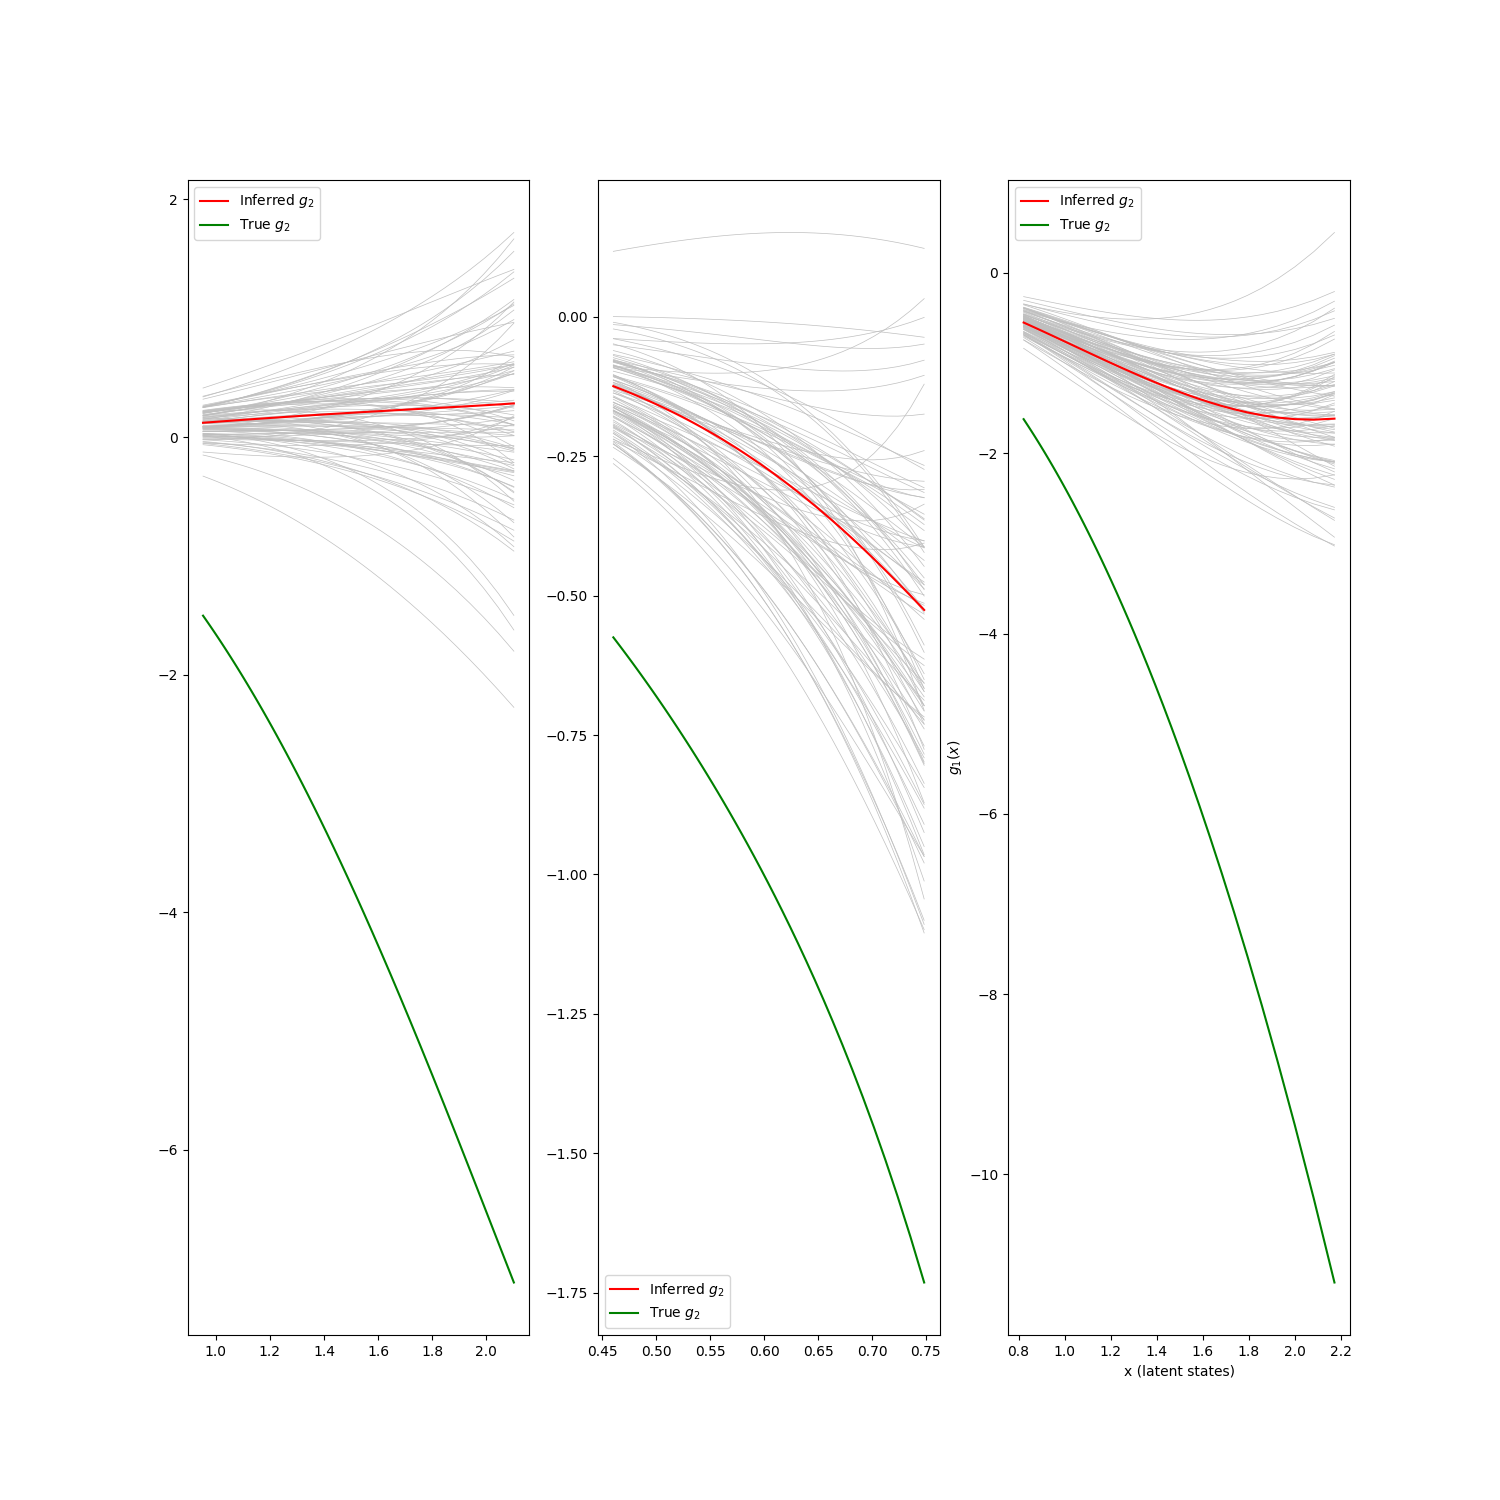 Inferred g₂
True g₂
2
0
−2
−4
−6
1.0 1.2 1.4 1.6 1.8 2.0
0.00
−0.25
−0.50
−0.75
−1.00
−1.25
−1.50
−1.75
Inferred g₂
True g₂
0.45 0.50 0.55 0.60 0.65 0.70 0.75
Inferred g₂
True g₂
g₁(x)
0
−2
−4
−6
−8
−10
0.8 1.0 1.2 1.4 1.6 1.8 2.0 2.2
x (latent states)